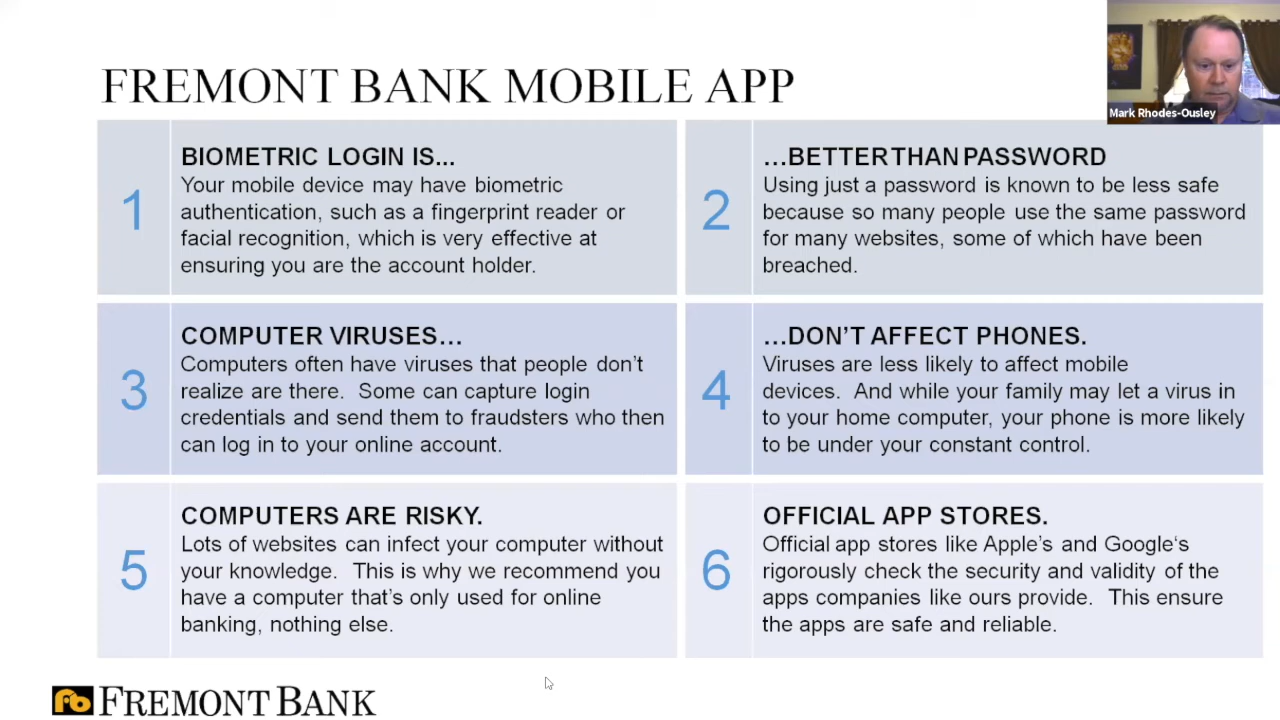 Mark Rhodes-Ousley
FREMONT BANK MOBILE APP
1
BIOMETRIC LOGIN IS...
Your mobile device may have biometric
authentication, such as a fingerprint reader or
facial recognition, which is very effective at
ensuring you are the account holder.
2
…BETTER THAN PASSWORD
Using just a password is known to be less safe
because so many people use the same password
for many websites, some of which have been
breached.
3
COMPUTER VIRUSES…
Computers often have viruses that people don’t
realize are there. Some can capture login
credentials and send them to fraudsters who then
can log in to your online account.
4
…DON’T AFFECT PHONES.
Viruses are less likely to affect mobile
devices. And while your family may let a virus in
to your home computer, your phone is more likely
to be under your constant control.
5
COMPUTERS ARE RISKY.
Lots of websites can infect your computer without
your knowledge. This is why we recommend you
have a computer that’s only used for online
banking, nothing else.
6
OFFICIAL APP STORES.
Official app stores like Apple’s and Google‘s
rigorously check the security and validity of the
apps companies like ours provide. This ensure
the apps are safe and reliable.
fb FREMONT BANK